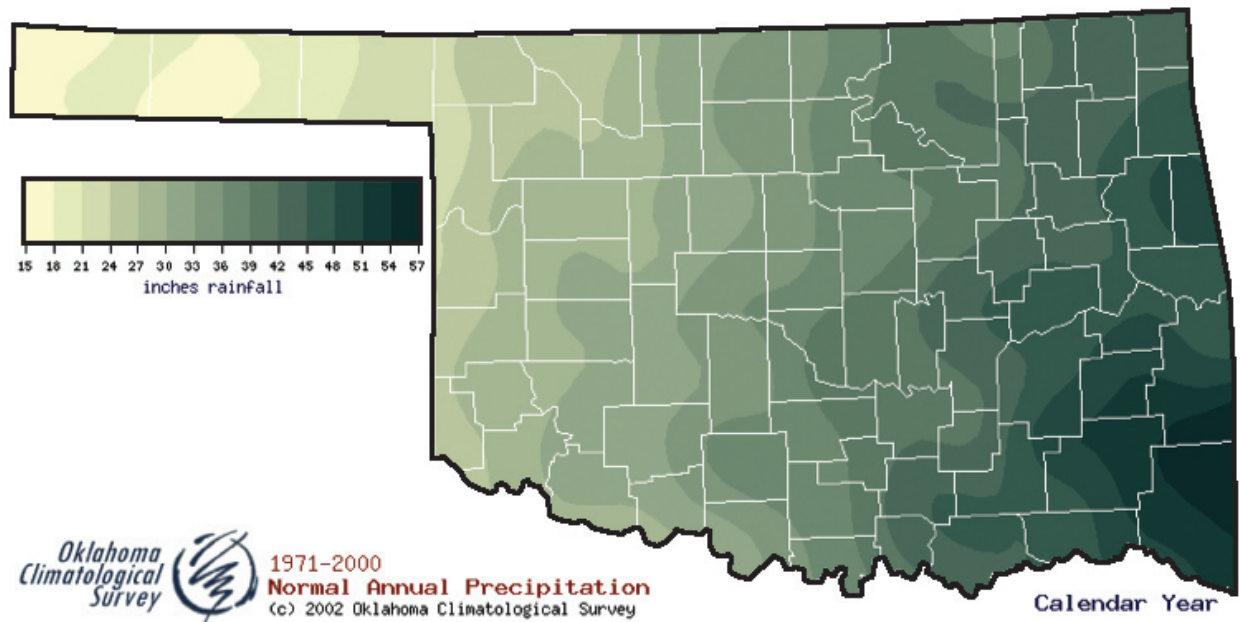 15 18 21 24 27 30 33 36 39 42 45 48 51 54 57
inches rainfall
Oklahoma
Climatological
Survey
1971-2000
Normal Annual Precipitation
(c) 2002 Oklahoma Climatological Survey
Calendar Year